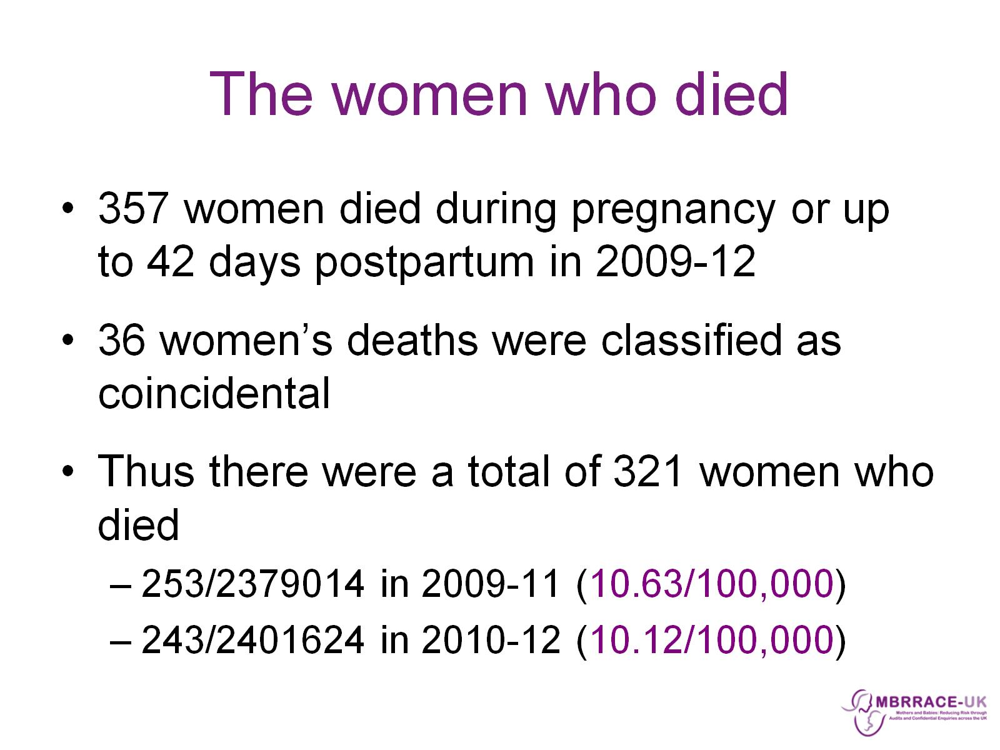 The women who died
• 357 women died during pregnancy or up
to 42 days postpartum in 2009-12
• 36 women’s deaths were classified as
coincidental
• Thus there were a total of 321 women who
died
– 253/2379014 in 2009-11 (10.63/100,000)
– 243/2401624 in 2010-12 (10.12/100,000)
MBRRACE-UK
Mothers and Babies: Reducing Risk through
Audits and Confidential Enquiries across the UK